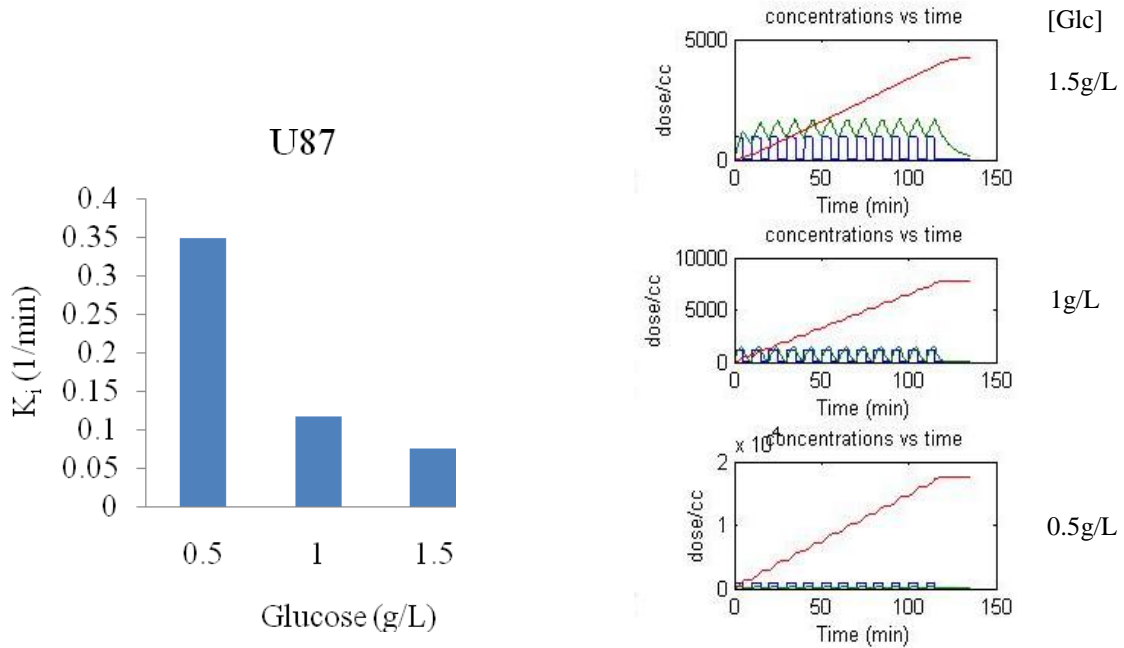 U87
0.4
0.35
0.3
0.25
0.2
0.15
0.1
0.05
0
Ki (1/min)
0.5 1 1.5
Glucose (g/L)
concentrations vs time
5000
0
dose/cc
0 50 100 150
Time (min)
[Glc]
1.5g/L
concentrations vs time
10000
5000
0
dose/cc
0 50 100 150
Time (min)
1g/L
x 10^4
concentrations vs time
2
1
0
dose/cc
0 50 100 150
Time (min)
0.5g/L